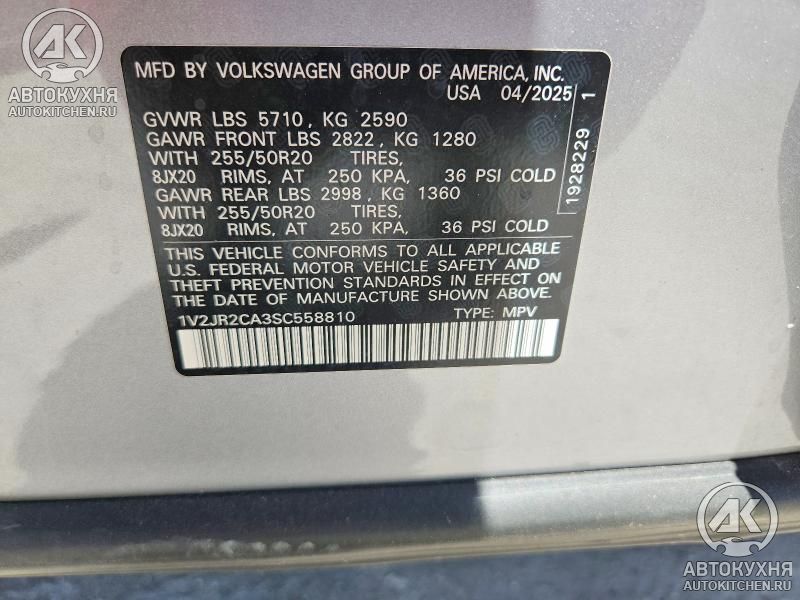 АК
АВТОКУХНЯ
AUTOKITCHEN.RU
MFD BY VOLKSWAGEN GROUP OF AMERICA, INC.
USA 04/2025
GVWR LBS 5710 , KG 2590
GAWR FRONT LBS 2822 , KG 1280
WITH 255/50R20 TIRES,
8JX20 RIMS, AT 250 KPA, 36 PSI COLD
GAWR REAR LBS 2998 , KG 1360
WITH 255/50R20 TIRES,
8JX20 RIMS, AT 250 KPA, 36 PSI COLD
1928229 1
THIS VEHICLE CONFORMS TO ALL APPLICABLE
U.S. FEDERAL MOTOR VEHICLE SAFETY AND
THEFT PREVENTION STANDARDS IN EFFECT ON
THE DATE OF MANUFACTURE SHOWN ABOVE.
1V2JR2CA3SC558810 TYPE: MPV
АК
АВТОКУХНЯ
AUTOKITCHEN.RU